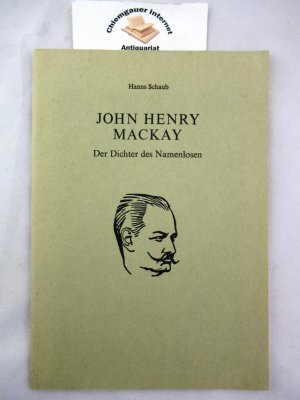 Chiemgauer Internet
Antiquariat
Hanns Schaub
JOHN HENRY
MACKAY
Der Dichter des Namenlosen